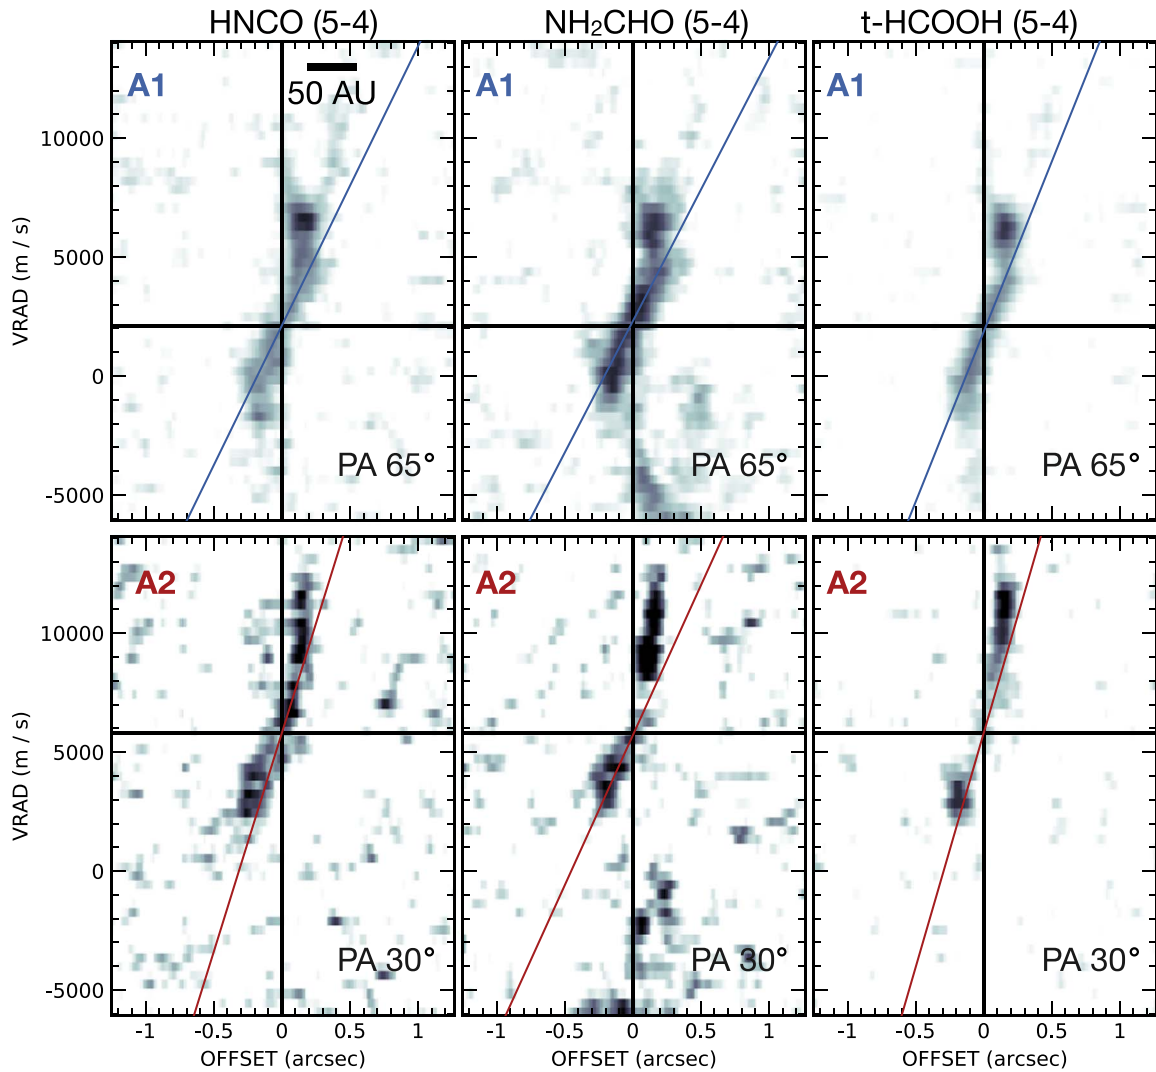 HNCO (5-4) NH₂CHO (5-4) t-HCOOH (5-4)
A1 50 AU A1 A1
10000
5000
0
-5000
VRAD (m / s)
PA 65° PA 65° PA 65°
A2 A2 A2
10000
5000
0
-5000
VRAD (m / s)
PA 30° PA 30° PA 30°
-1 -0.5 0 0.5 1 -1 -0.5 0 0.5 1 -1 -0.5 0 0.5 1
OFFSET (arcsec) OFFSET (arcsec) OFFSET (arcsec)